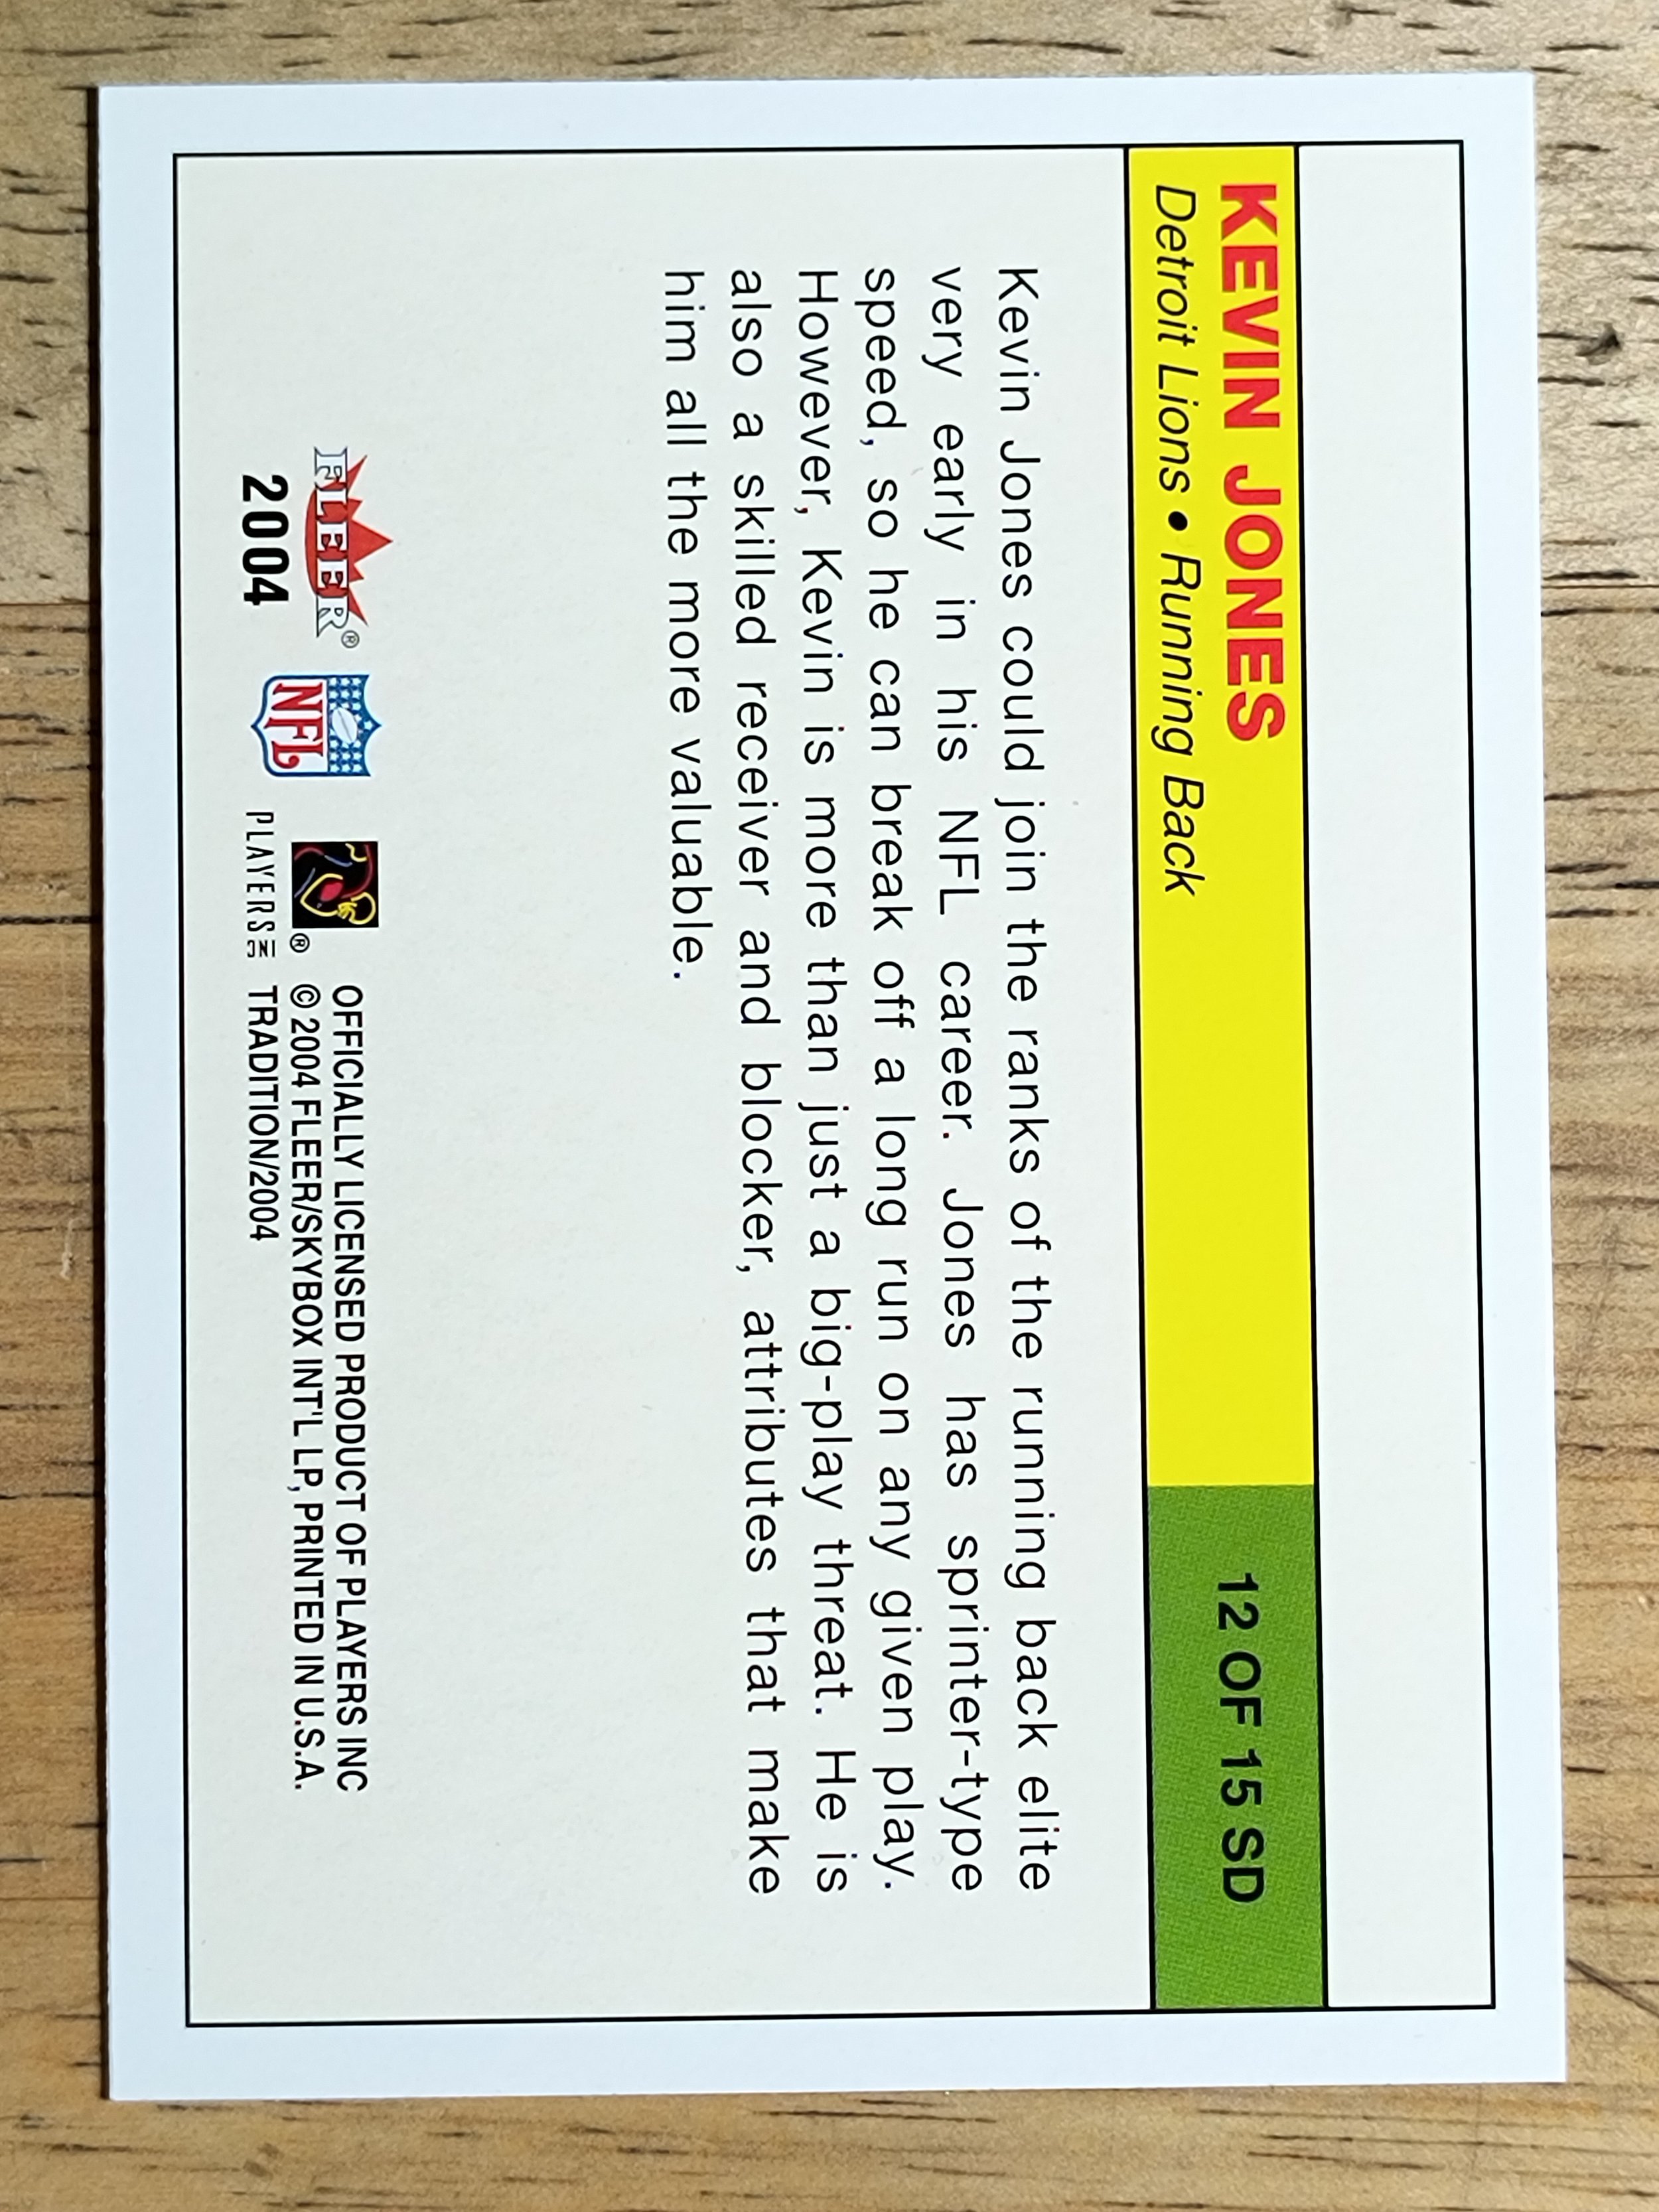 KEVIN JONES
Detroit Lions • Running Back
12 OF 15 SD
Kevin Jones could join the ranks of the running back elite
very early in his NFL career. Jones has sprinter-type
speed, so he can break off a long run on any given play.
However, Kevin is more than just a big-play threat. He is
also a skilled receiver and blocker, attributes that make
him all the more valuable.
FLEER®
2004
NFL
®
PLAYERS INC
OFFICIALLY LICENSED PRODUCT OF PLAYERS INC
© 2004 FLEER/SKYBOX INT'L LP, PRINTED IN U.S.A.
TRADITION/2004